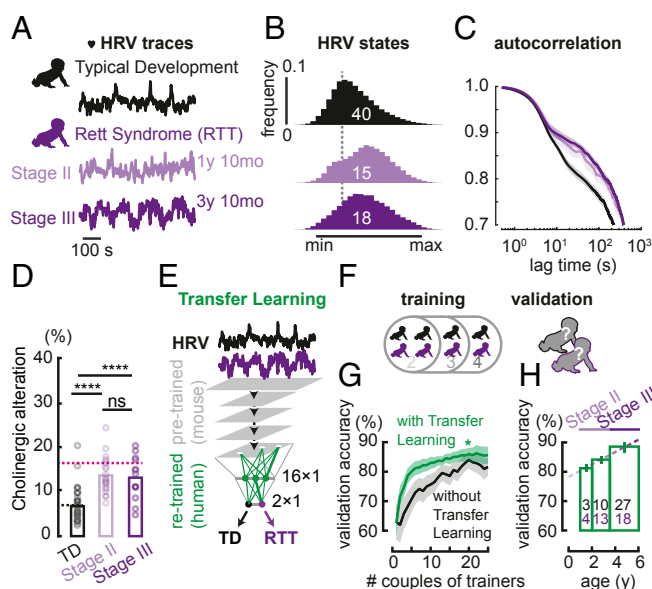 A
♥ HRV traces
Typical Development
Rett Syndrome (RTT)
Stage II
1y 10mo
Stage III
3y 10mo
100 s
B
HRV states
frequency
0.1
0
40
15
18
min
max
C
autocorrelation
1.0
0.9
0.8
0.7
10⁰
10¹
10²
10³
lag time (s)
D
(%)
Cholinergic alteration
40
30
20
10
0
****
****
ns
TD
Stage II
Stage III
E
Transfer Learning
HRV
pre-trained
(mouse)
re-trained
(human)
16×1
2×1
TD
RTT
F
training
validation
2
3
4
?
?
G
(%)
validation accuracy
90
80
70
60
with Transfer
Learning
*
without
Transfer
Learning
0
10
20
# couples of trainers
H
Stage II
Stage III
(%)
validation accuracy
90
80
70
60
3
10
27
4
13
18
0
2
4
6
age (y)